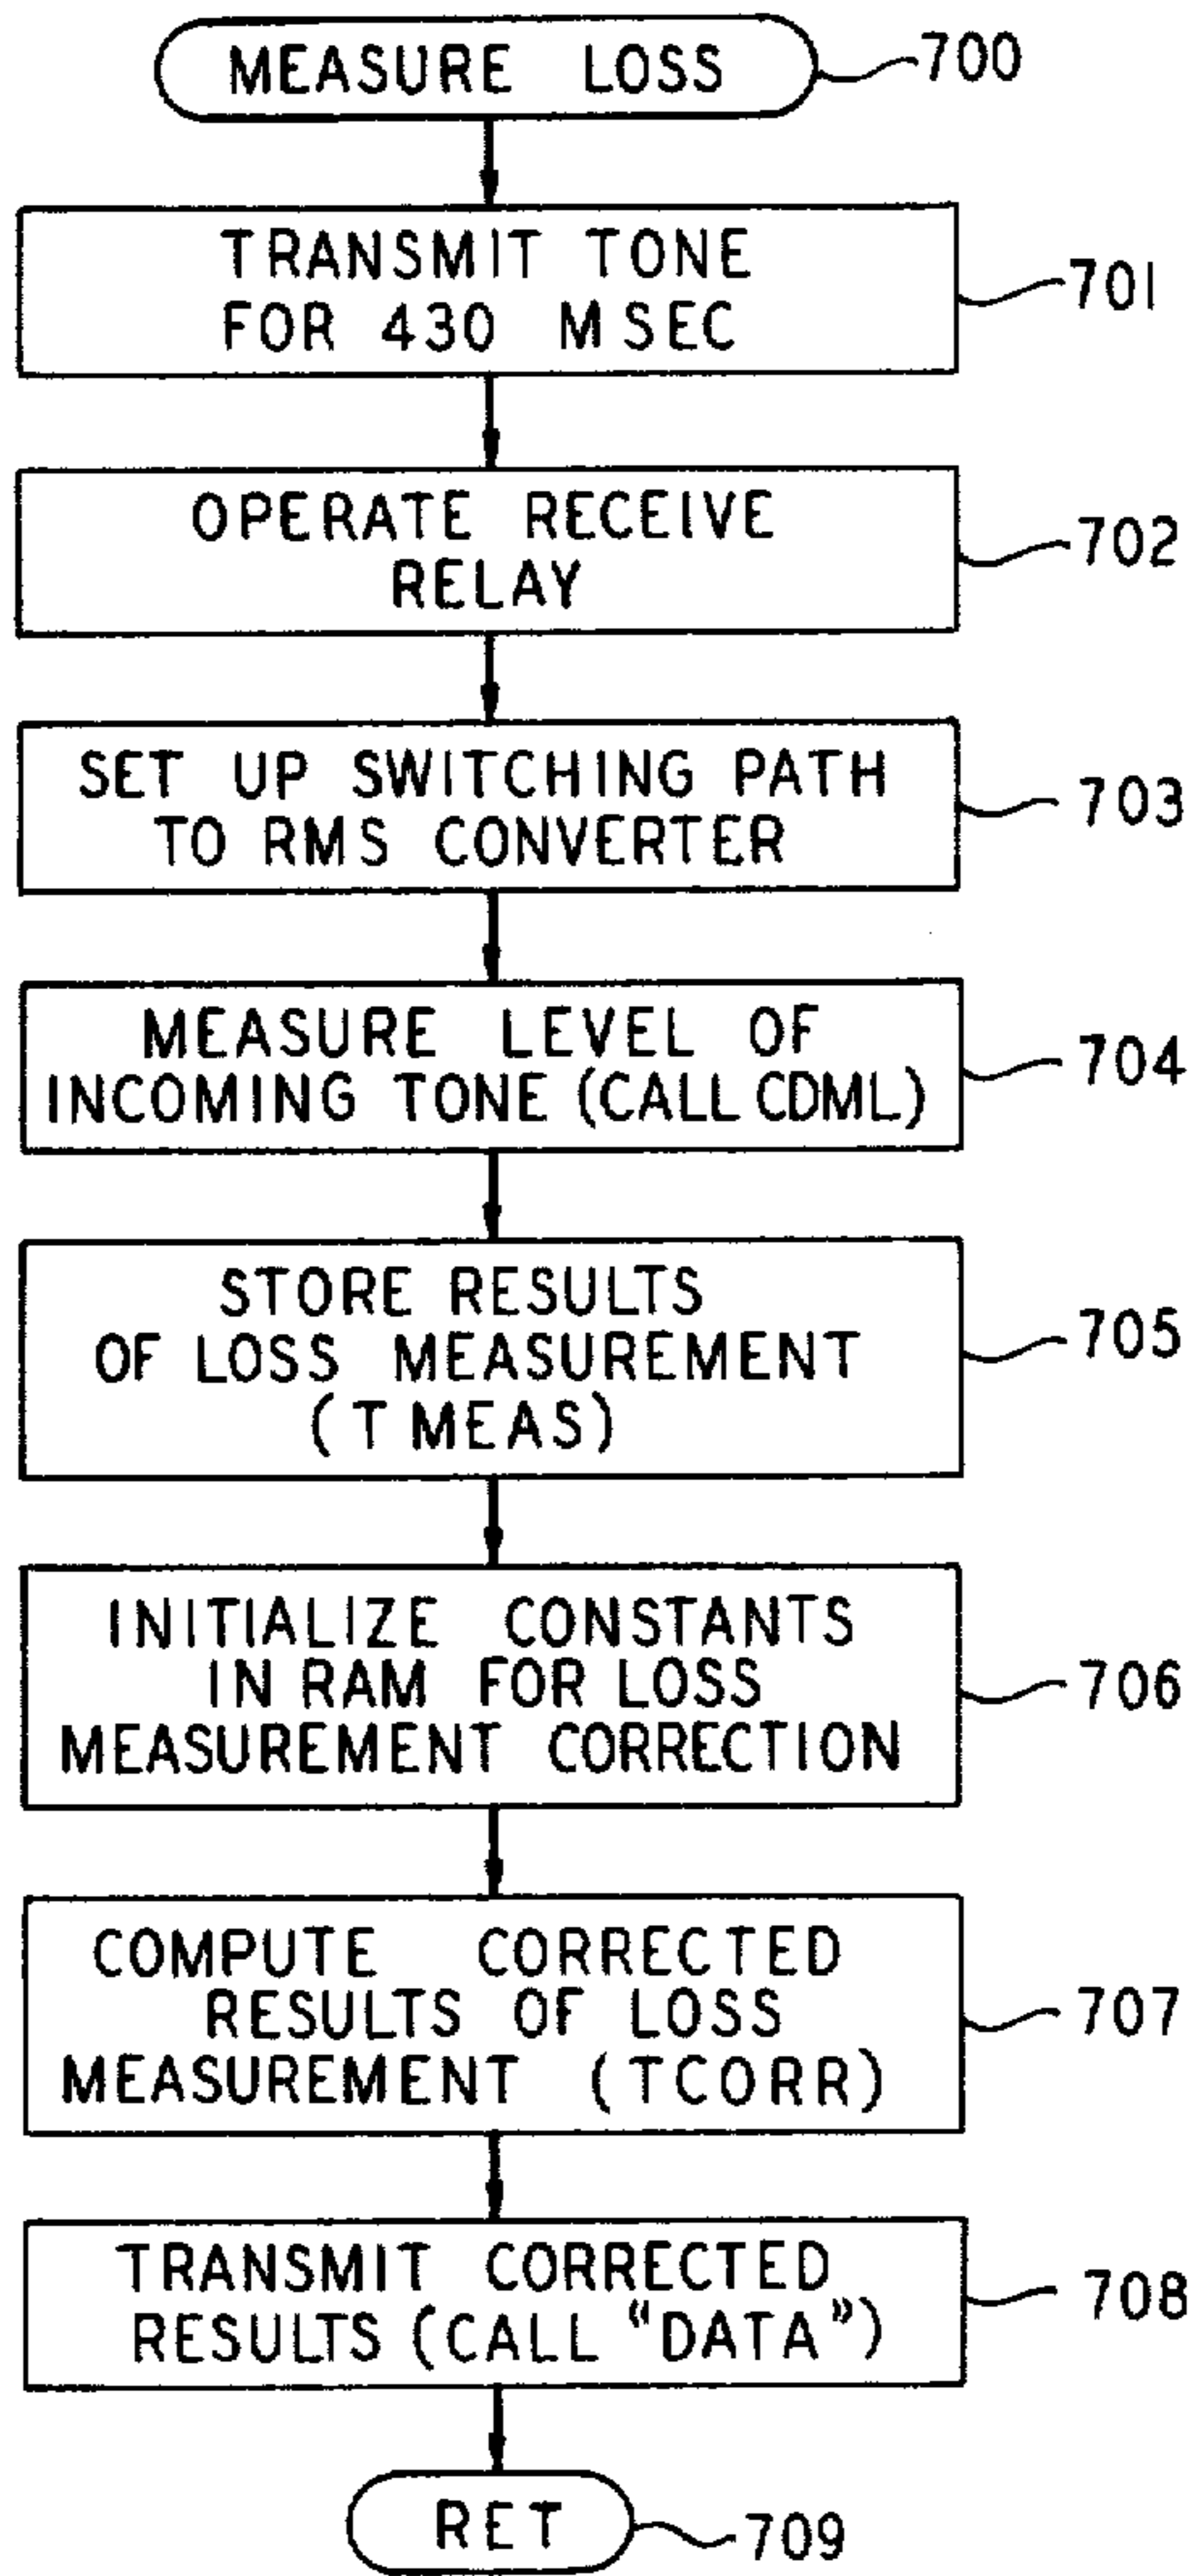 MEASURE LOSS
700
TRANSMIT TONE
FOR 430 MSEC
701
OPERATE RECEIVE
RELAY
702
SET UP SWITCHING PATH
TO RMS CONVERTER
703
MEASURE LEVEL OF
INCOMING TONE (CALL CDML)
704
STORE RESULTS
OF LOSS MEASUREMENT
(T MEAS)
705
INITIALIZE CONSTANTS
IN RAM FOR LOSS
MEASUREMENT CORRECTION
706
COMPUTE CORRECTED
RESULTS OF LOSS
MEASUREMENT (TCORR)
707
TRANSMIT CORRECTED
RESULTS (CALL “DATA”)
708
RET
709